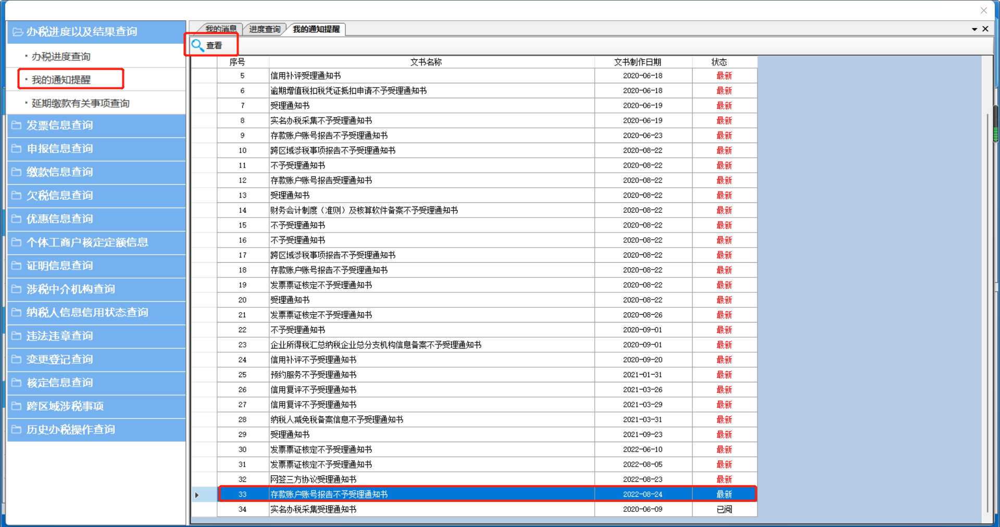 办税进度以及结果查询
· 办税进度查询
· 我的通知提醒
· 延期缴款有关事项查询
发票信息查询
申报信息查询
缴款信息查询
欠税信息查询
优惠信息查询
个体工商户核定定额信息
证明信息查询
涉税中介机构查询
纳税人信息信用状态查询
违法违章查询
变更登记查询
核定信息查询
跨区域涉税事项
历史办税操作查询
我的消息 进度查询 我的通知提醒
查看
序号 文书名称 文书制作日期 状态
5 信用补评受理通知书 2020-06-18 最新
6 逾期增值税扣税凭证抵扣申请不予受理通知书 2020-06-18 最新
7 受理通知书 2020-06-19 最新
8 实名办税采集不予受理通知书 2020-06-19 最新
9 存款账户账号报告不予受理通知书 2020-06-23 最新
10 跨区域涉税事项报告不予受理通知书 2020-08-22 最新
11 不予受理通知书 2020-08-22 最新
12 存款账户账号报告受理通知书 2020-08-22 最新
13 受理通知书 2020-08-22 最新
14 财务会计制度（准则）及核算软件备案不予受理通知书 2020-08-22 最新
15 不予受理通知书 2020-08-22 最新
16 不予受理通知书 2020-08-22 最新
17 跨区域涉税事项报告不予受理通知书 2020-08-22 最新
18 存款账户账号报告不予受理通知书 2020-08-22 最新
19 发票票证核定不予受理通知书 2020-08-22 最新
20 受理通知书 2020-08-22 最新
21 发票票证核定不予受理通知书 2020-08-26 最新
22 不予受理通知书 2020-09-01 最新
23 企业所得税汇总纳税企业总分支机构信息备案不予受理通知书 2020-09-01 最新
24 信用补评不予受理通知书 2020-09-20 最新
25 预约服务不予受理通知书 2021-01-31 最新
26 信用复评不予受理通知书 2021-03-26 最新
27 信用复评不予受理通知书 2021-03-29 最新
28 纳税人减免税备案信息不予受理通知书 2021-03-31 最新
29 受理通知书 2021-09-23 最新
30 发票票证核定不予受理通知书 2022-06-10 最新
31 发票票证核定不予受理通知书 2022-08-05 最新
32 网签三方协议受理通知书 2022-08-23 最新
33 存款账户账号报告不予受理通知书 2022-08-24 最新
34 实名办税采集受理通知书 2020-06-09 已阅